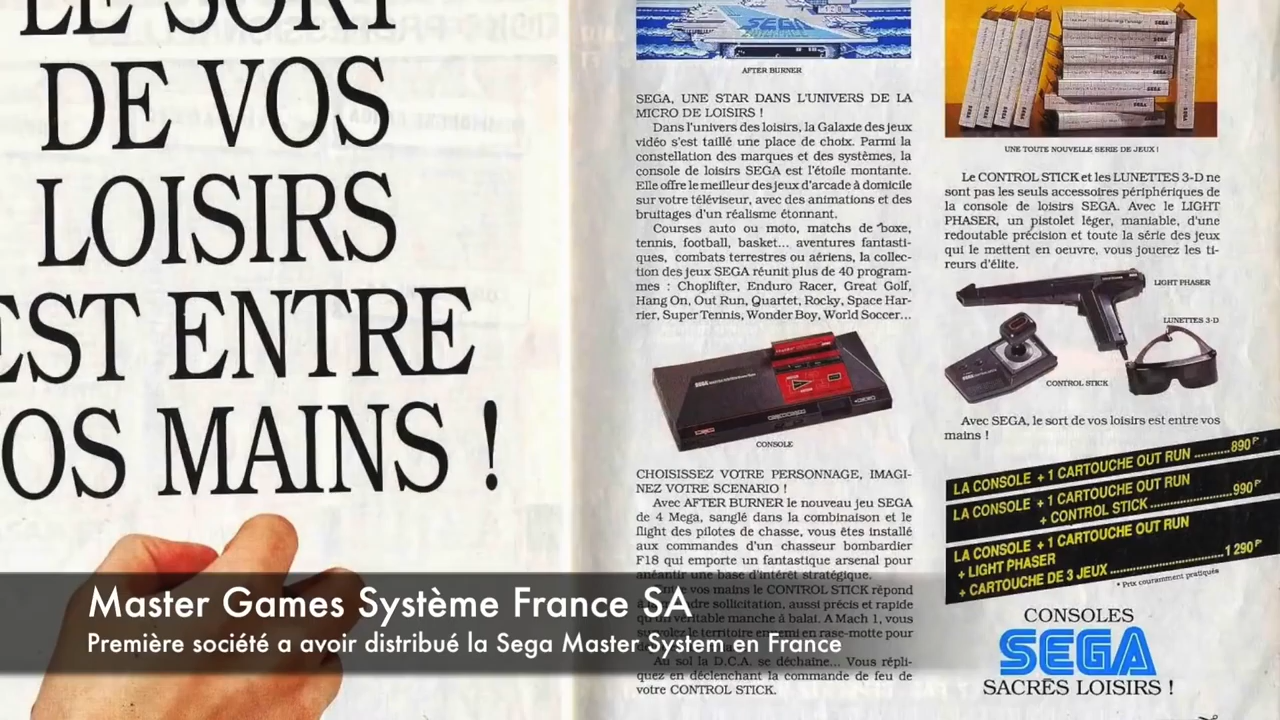 LE SORT
DE VOS
LOISIRS
EST ENTRE
VOS MAINS !
SEGA
AFTER BURNER
SEGA, UNE STAR DANS L'UNIVERS DE LA
MICRO DE LOISIRS !
Dans l'univers des loisirs, la Galaxie des jeux
vidéo s'est taillé une place de choix. Parmi la
constellation des marques et des systèmes, la
console de loisirs SEGA est l'étoile montante.
Elle offre le meilleur des jeux d'arcade à domicile
sur votre téléviseur, avec des animations et des
bruitages d'un réalisme étonnant.
Courses auto ou moto, matchs de boxe,
tennis, football, basket... aventures fantasti-
ques, combats terrestres ou aériens, la collec-
tion des jeux SEGA réunit plus de 40 program-
mes : Choplifter, Enduro Racer, Great Golf,
Hang On, Out Run, Quartet, Rocky, Space Har-
rier, Super Tennis, Wonder Boy, World Soccer...
SEGA
CONSOLE
CHOISISSEZ VOTRE PERSONNAGE, IMAGI-
NEZ VOTRE SCENARIO !
Avec AFTER BURNER le nouveau jeu SEGA
de 4 Mega, sanglé dans la combinaison et le
flight des pilotes de chasse, vous êtes installé
aux commandes d'un chasseur bombardier
F18 qui emporte un fantastique arsenal pour
anéantir une base d'intérêt stratégique.
vos mains le CONTROL STICK répond
à la moindre sollicitation, aussi précis et rapide
qu'un véritable manche à balai. A Mach 1, vous
survolez le territoire ennemi en rase-motte pour
Au sol la D.C.A. se déchaîne... Vous répli-
quez en déclenchant la commande de feu de
votre CONTROL STICK.
UNE TOUTE NOUVELLE SERIE DE JEUX !
Le CONTROL STICK et les LUNETTES 3-D ne
sont pas les seuls accessoires périphériques de
la console de loisirs SEGA. Avec le LIGHT
PHASER, un pistolet léger, maniable, d'une
redoutable précision et toute la série des jeux
qui le mettent en oeuvre, vous jouerez les ti-
reurs d'élite.
LIGHT PHASER
LUNETTES 3-D
CONTROL STICK
Avec SEGA, le sort de vos loisirs est entre vos
mains !
LA CONSOLE + 1 CARTOUCHE OUT RUN ..........890 F*
LA CONSOLE + 1 CARTOUCHE OUT RUN
+ CONTROL STICK ..................990 F*
LA CONSOLE + 1 CARTOUCHE OUT RUN
+ LIGHT PHASER
+ CARTOUCHE DE 3 JEUX ..........................1 290 F*
* Prix couramment pratiqués
CONSOLES
SEGA
SACRÉS LOISIRS !
Master Games Système France SA
Première société a avoir distribué la Sega Master System en France